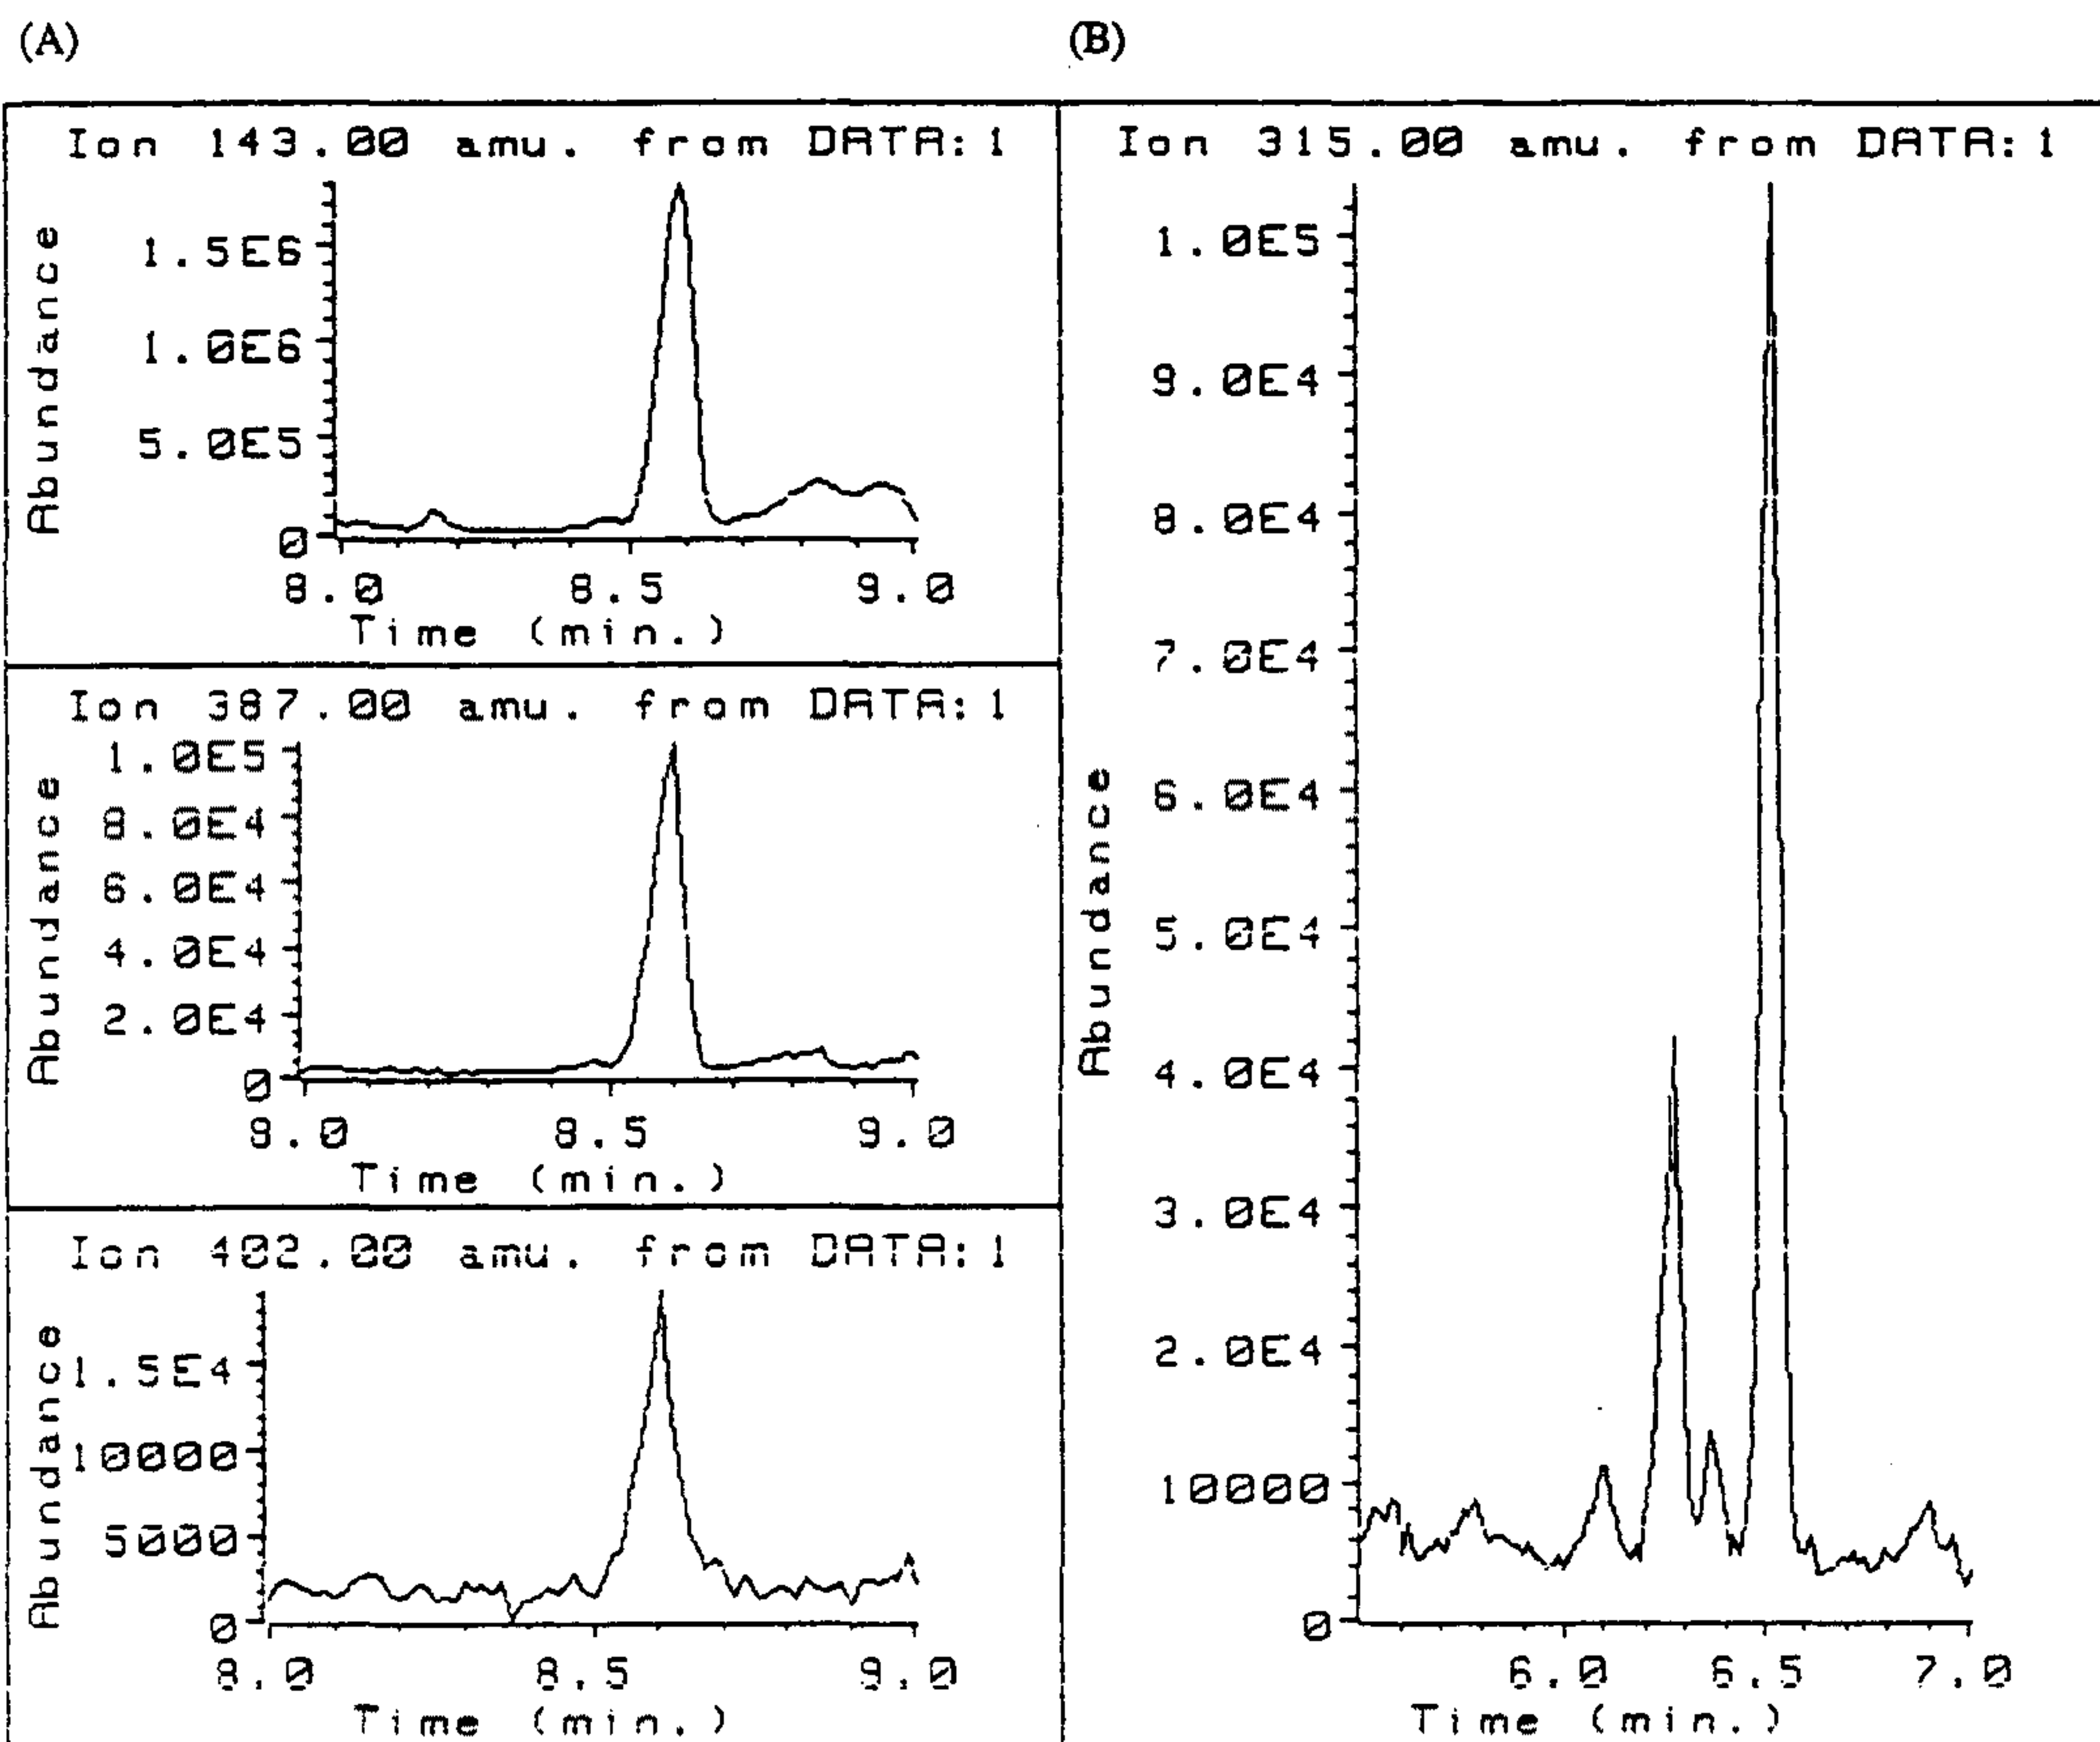 (A)
Ion 143.00 amu. from DATA:1
Abundance
1.5E6
1.0E6
5.0E5
0
8.0 8.5 9.0
Time (min.)
Ion 387.00 amu. from DATA:1
Abundance
1.0E5
8.0E4
6.0E4
4.0E4
2.0E4
0
8.0 8.5 9.0
Time (min.)
Ion 402.00 amu. from DATA:1
Abundance
1.5E4
10000
5000
0
8.0 8.5 9.0
Time (min.)
(B)
Ion 315.00 amu. from DATA:1
Abundance
1.0E5
9.0E4
8.0E4
7.0E4
6.0E4
5.0E4
4.0E4
3.0E4
2.0E4
10000
0
6.0 6.5 7.0
Time (min.)